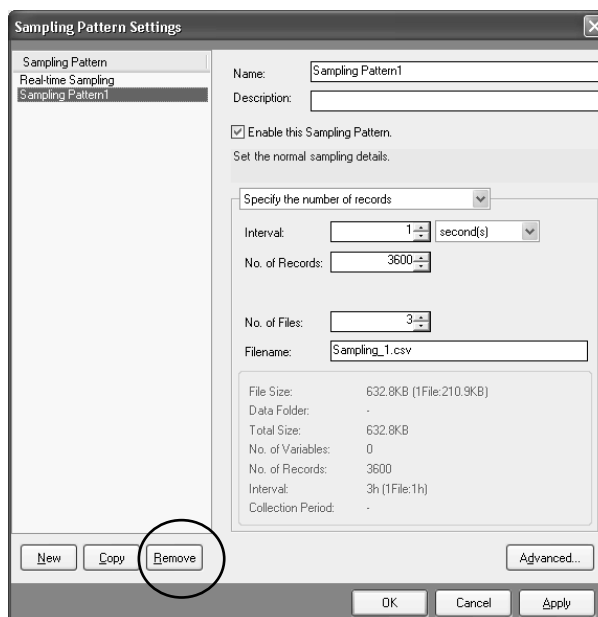 Sampling Pattern Settings
Sampling Pattern
Real-time Sampling
Sampling Pattern1
Name: Sampling Pattern1
Description:
Enable this Sampling Pattern.
Set the normal sampling details.
Specify the number of records
Interval: 1 second(s)
No. of Records: 3600
No. of Files: 3
Filename: Sampling_1.csv
File Size: 632.8KB (1File:210.9KB)
Data Folder: -
Total Size: 632.8KB
No. of Variables: 0
No. of Records: 3600
Interval: 3h (1File:1h)
Collection Period: -
New Copy Remove Advanced...
OK Cancel Apply